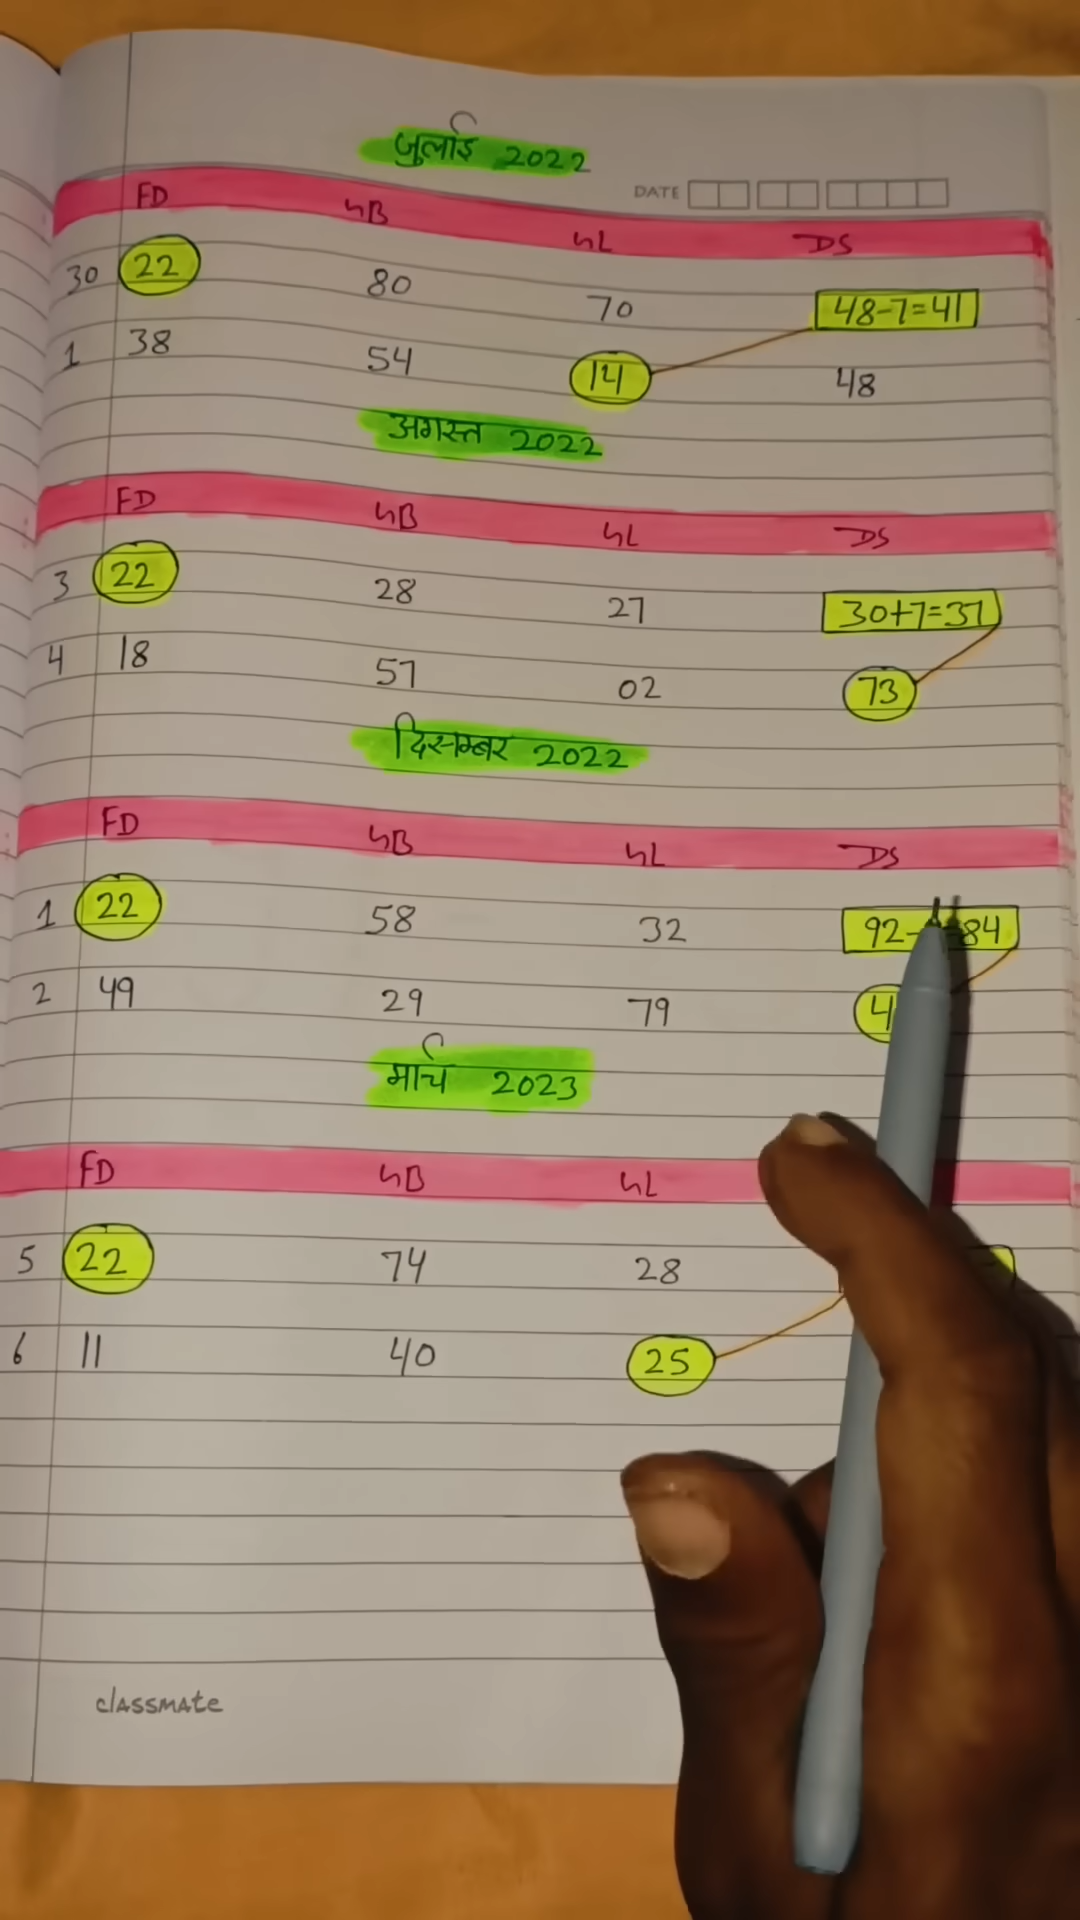 जुलाई 2022
DATE
FD GB GL DS
30 22 80 70 48-7=41
1 38 54 14 48
अगस्त 2022
FD GB GL DS
3 22 28 27 30+7=37
4 18 57 02 73
दिसम्बर 2022
FD GB GL DS
1 22 58 32 92- =84
2 49 29 79 4
मार्च 2023
FD GB GL
5 22 74 28
6 11 40 25
classmate